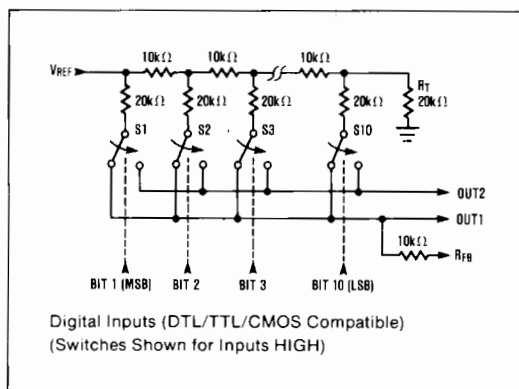 10kΩ 10kΩ 10kΩ
VREF
20kΩ 20kΩ 20kΩ 20kΩ RT
20kΩ
S1 S2 S3 S10
OUT2
OUT1
10kΩ
RFB
BIT 1 (MSB) BIT 2 BIT 3 BIT 10 (LSB)
Digital Inputs (DTL/TTL/CMOS Compatible)
(Switches Shown for Inputs HIGH)